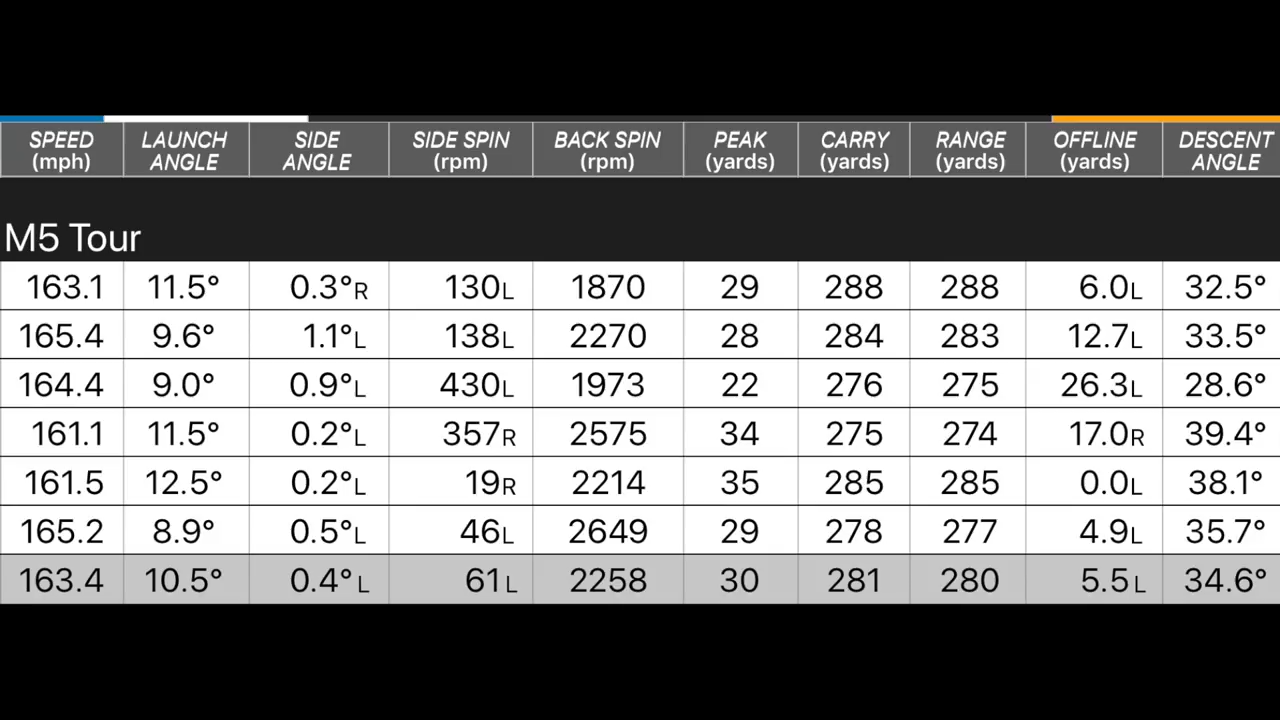 SPEED (mph) LAUNCH ANGLE SIDE ANGLE SIDE SPIN (rpm) BACK SPIN (rpm) PEAK (yards) CARRY (yards) RANGE (yards) OFFLINE (yards) DESCENT ANGLE
M5 Tour
163.1 11.5° 0.3°R 130L 1870 29 288 288 6.0L 32.5°
165.4 9.6° 1.1°L 138L 2270 28 284 283 12.7L 33.5°
164.4 9.0° 0.9°L 430L 1973 22 276 275 26.3L 28.6°
161.1 11.5° 0.2°L 357R 2575 34 275 274 17.0R 39.4°
161.5 12.5° 0.2°L 19R 2214 35 285 285 0.0L 38.1°
165.2 8.9° 0.5°L 46L 2649 29 278 277 4.9L 35.7°
163.4 10.5° 0.4° L 61 L 2258 30 281 280 5.5 L 34.6°